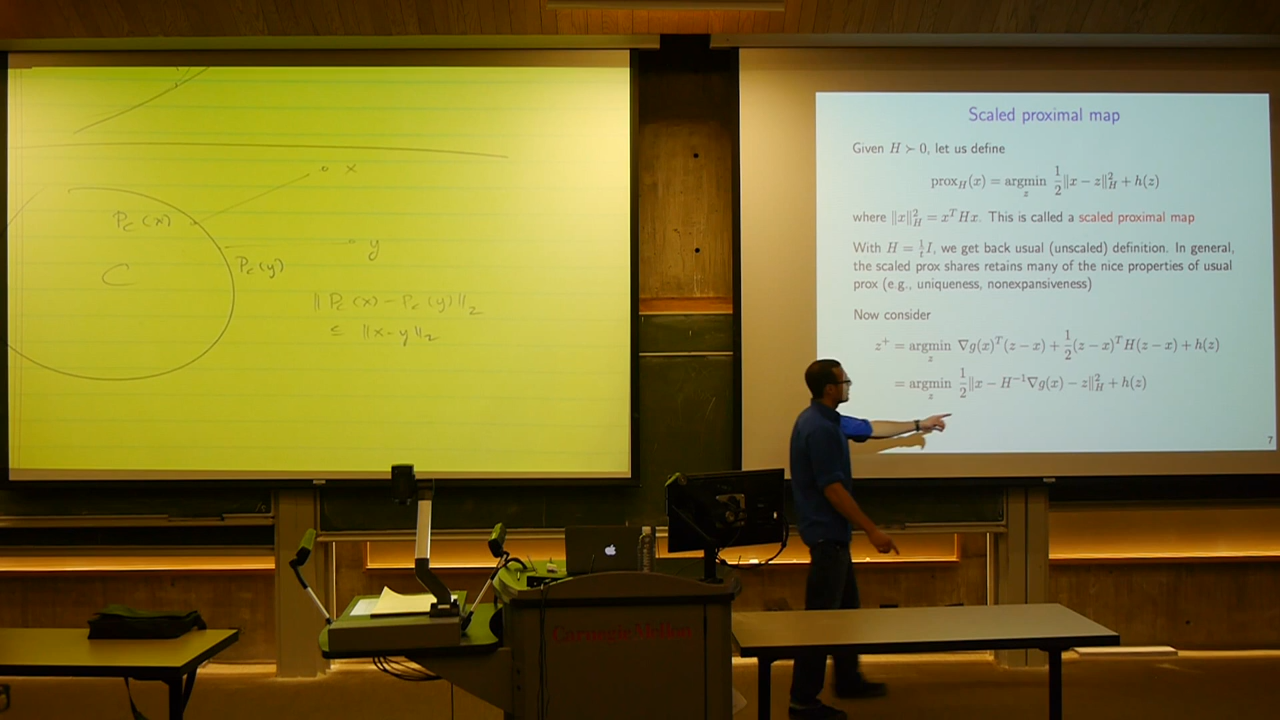 x
P_C(x)
y
P_C(y)
C
‖P_C(x) − P_C(y)‖₂
≤ ‖x − y‖₂
Scaled proximal map
Given H ≻ 0, let us define
prox_H(x) = argmin_z 1/2 ‖x − z‖²_H + h(z)
where ‖x‖²_H = xᵀHx. This is called a scaled proximal map
With H = 1/t I, we get back usual (unscaled) definition. In general,
the scaled prox shares retains many of the nice properties of usual
prox (e.g., uniqueness, nonexpansiveness)
Now consider
z⁺ = argmin_z ∇g(x)ᵀ(z − x) + 1/2 (z − x)ᵀH(z − x) + h(z)
= argmin_z 1/2 ‖x − H⁻¹∇g(x) − z‖²_H + h(z)
7
Carnegie Mellon